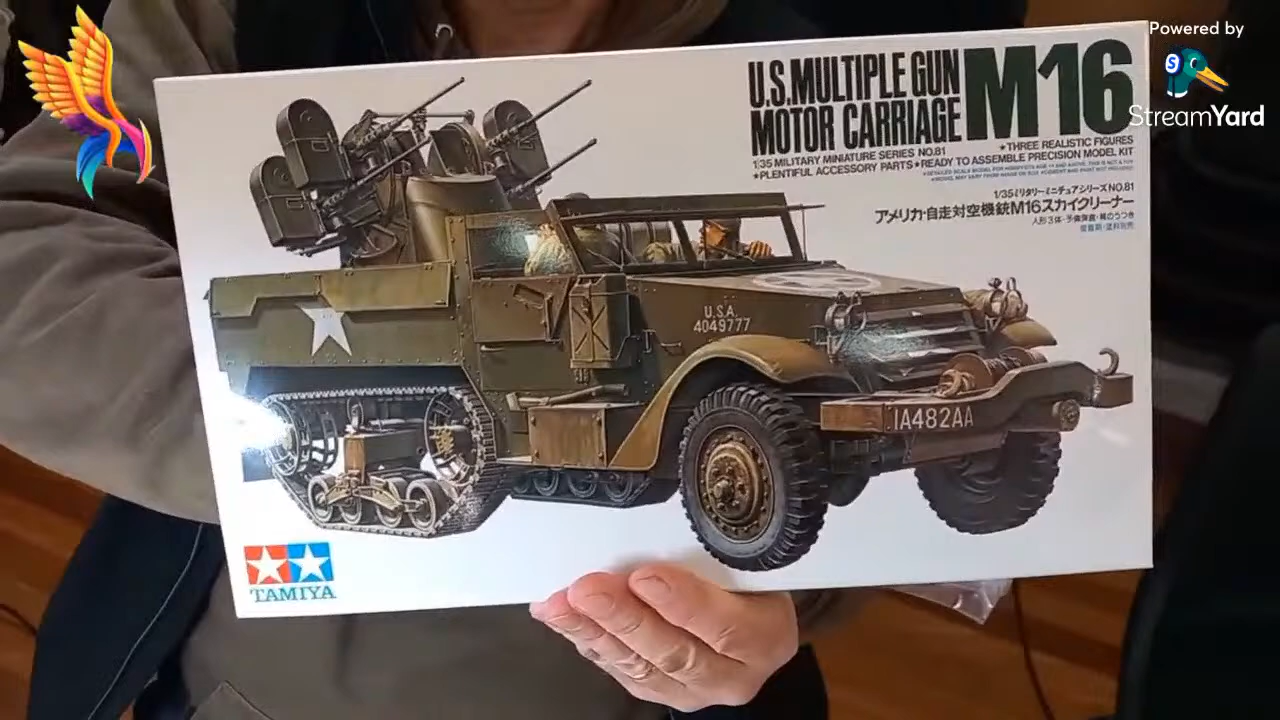 Powered by
S
StreamYard
U.S. MULTIPLE GUN
MOTOR CARRIAGE M16
1/35 MILITARY MINIATURE SERIES NO.81 ★THREE REALISTIC FIGURES
★PLENTIFUL ACCESSORY PARTS ★READY TO ASSEMBLE PRECISION MODEL KIT
1/35ミリタリーミニチュアシリーズNO.81
アメリカ・自走対空機銃M16スカイクリーナー
U.S.A.
4049777
1A482AA
TAMIYA